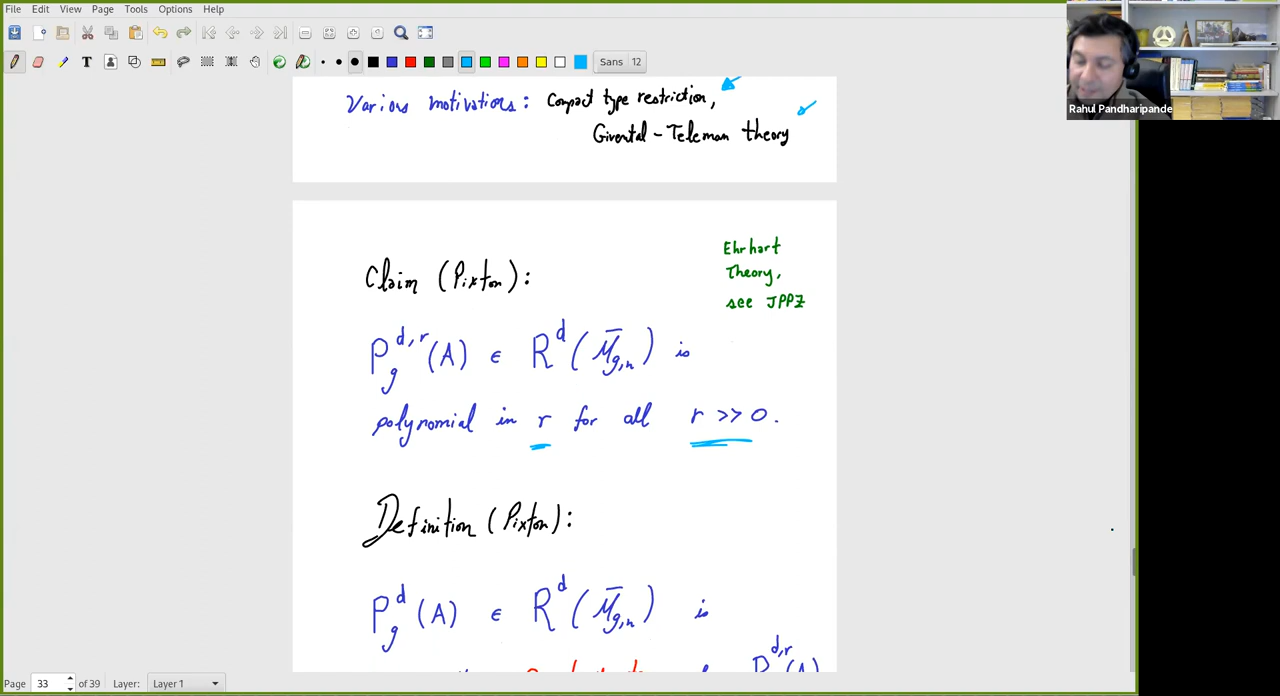 File Edit View Page Tools Options Help
Sans 12
Various motivations: Compact type restriction,
Givental-Teleman theory
Ehrhart
Theory,
see JPPZ
Claim (Pixton):
P_g^{d,r}(A) ∈ R^d(M̄_{g,n}) is
polynomial in r for all r >> 0.
Definition (Pixton):
P_g^d(A) ∈ R^d(M̄_{g,n}) is
P^{d,r}(A)
Rahul Pandharipande
Page 33 of 39 Layer: Layer 1